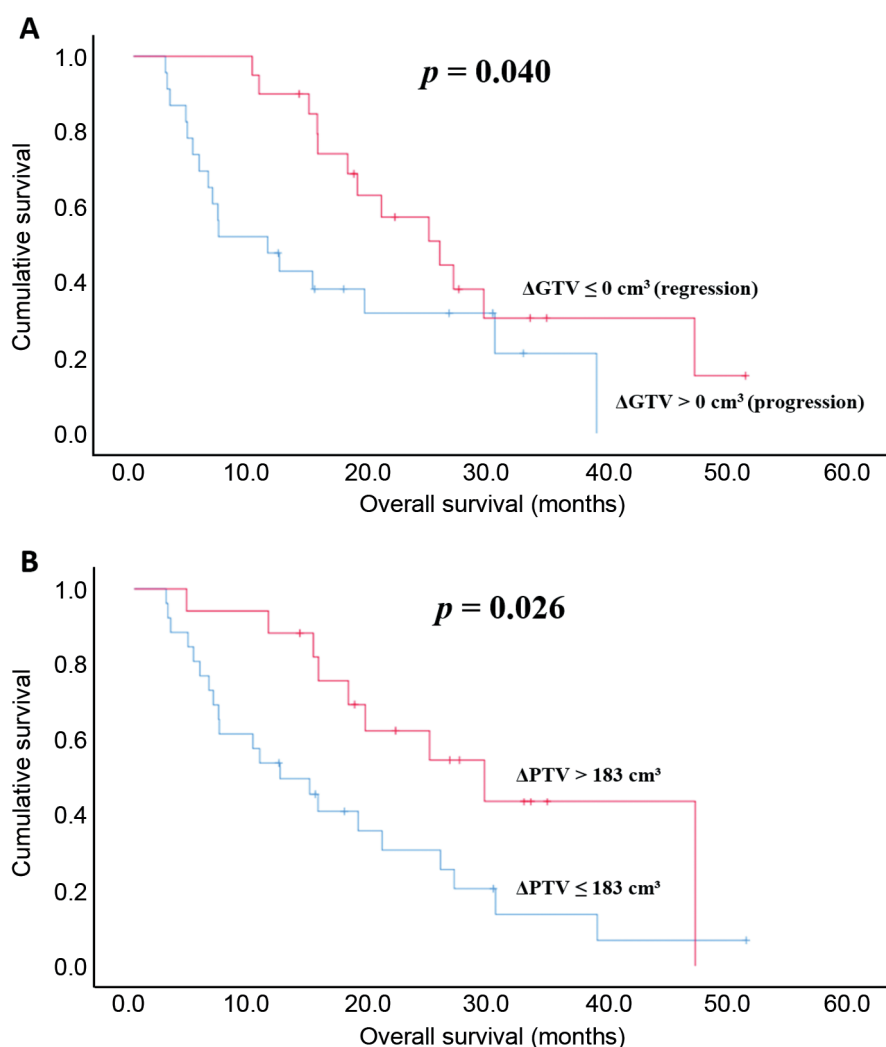 A
p = 0.040
1.0
0.8
0.6
0.4
0.2
0.0
Cumulative survival
ΔGTV ≤ 0 cm³ (regression)
ΔGTV > 0 cm³ (progression)
0.0 10.0 20.0 30.0 40.0 50.0 60.0
Overall survival (months)
B
p = 0.026
1.0
0.8
0.6
0.4
0.2
0.0
Cumulative survival
ΔPTV > 183 cm³
ΔPTV ≤ 183 cm³
0.0 10.0 20.0 30.0 40.0 50.0 60.0
Overall survival (months)